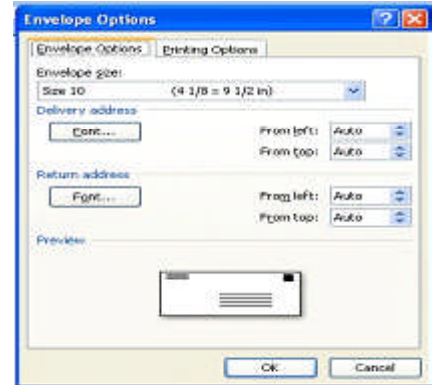 Envelope Options
Envelope Options Printing Options
Envelope size:
Size 10 (4 1/8 x 9 1/2 in)
Delivery address
Font... From left: Auto
From top: Auto
Return address
Font... From left: Auto
From top: Auto
Preview
OK Cancel